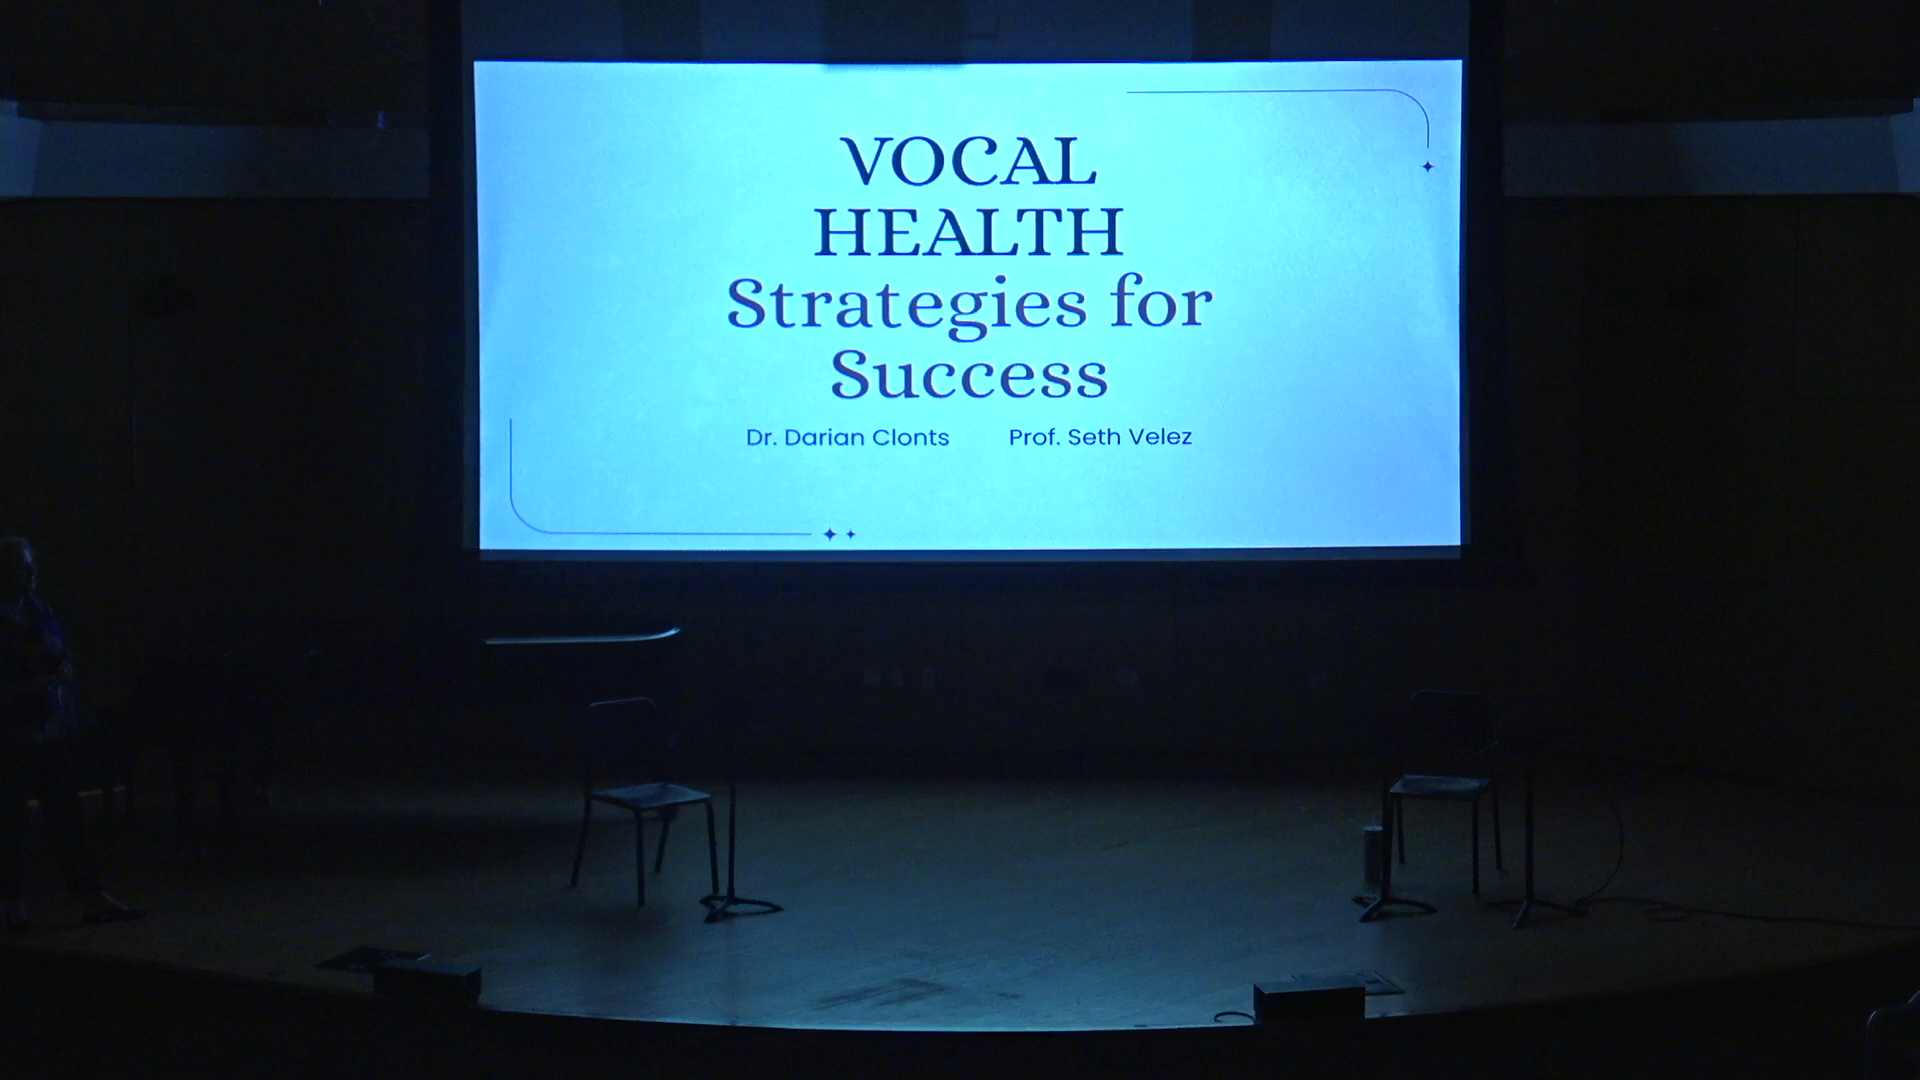 VOCAL
HEALTH
Strategies for
Success
Dr. Darian Clonts Prof. Seth Velez